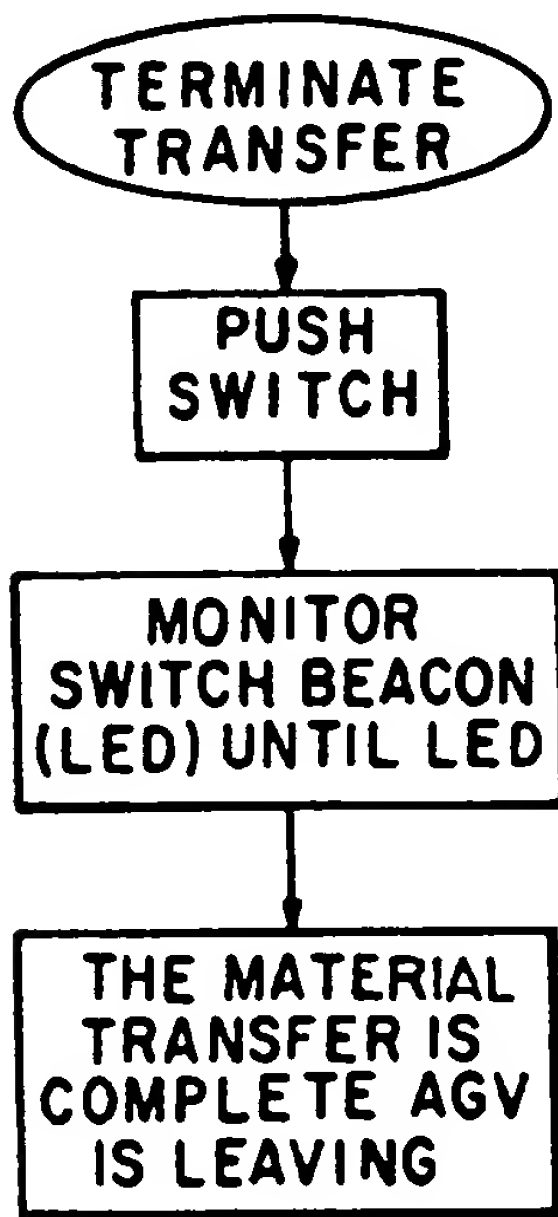 TERMINATE
TRANSFER
PUSH
SWITCH
MONITOR
SWITCH BEACON
(LED) UNTIL LED
THE MATERIAL
TRANSFER IS
COMPLETE AGV
IS LEAVING